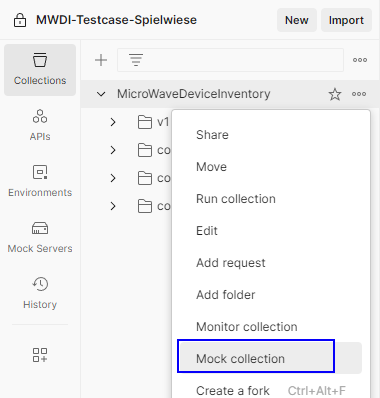 MWDI-Testcase-Spielwiese New Import
Collections
MicroWaveDeviceInventory
v1
APIs
co
Environments
co
co
Mock Servers
History
Share
Move
Run collection
Edit
Add request
Add folder
Monitor collection
Mock collection
Create a fork Ctrl+Alt+F